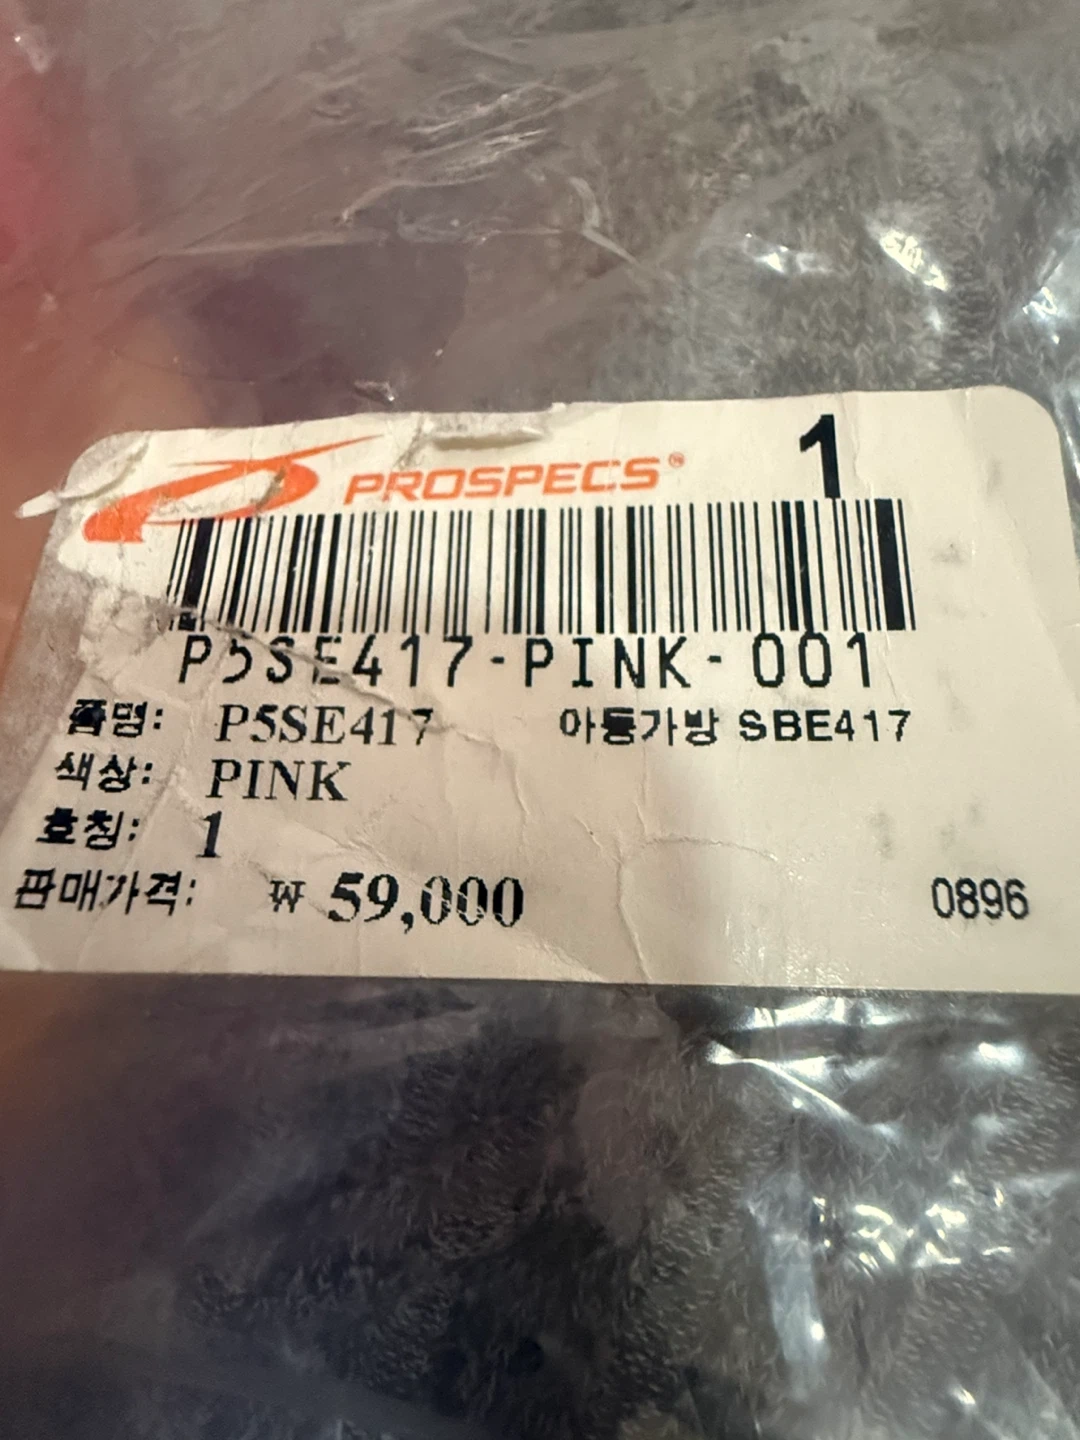 PROSPECS® 1
P5SE417-PINK-001
품명: P5SE417 아동가방 SBE417
색상: PINK
호칭: 1
판매가격: ₩ 59,000 0896